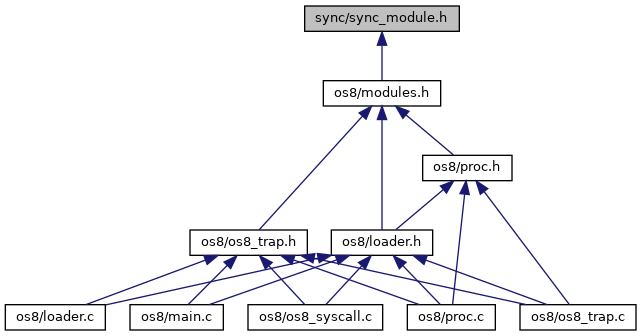 sync/sync_module.h
os8/modules.h
os8/proc.h
os8/os8_trap.h
os8/loader.h
os8/loader.c
os8/main.c
os8/os8_syscall.c
os8/proc.c
os8/os8_trap.c